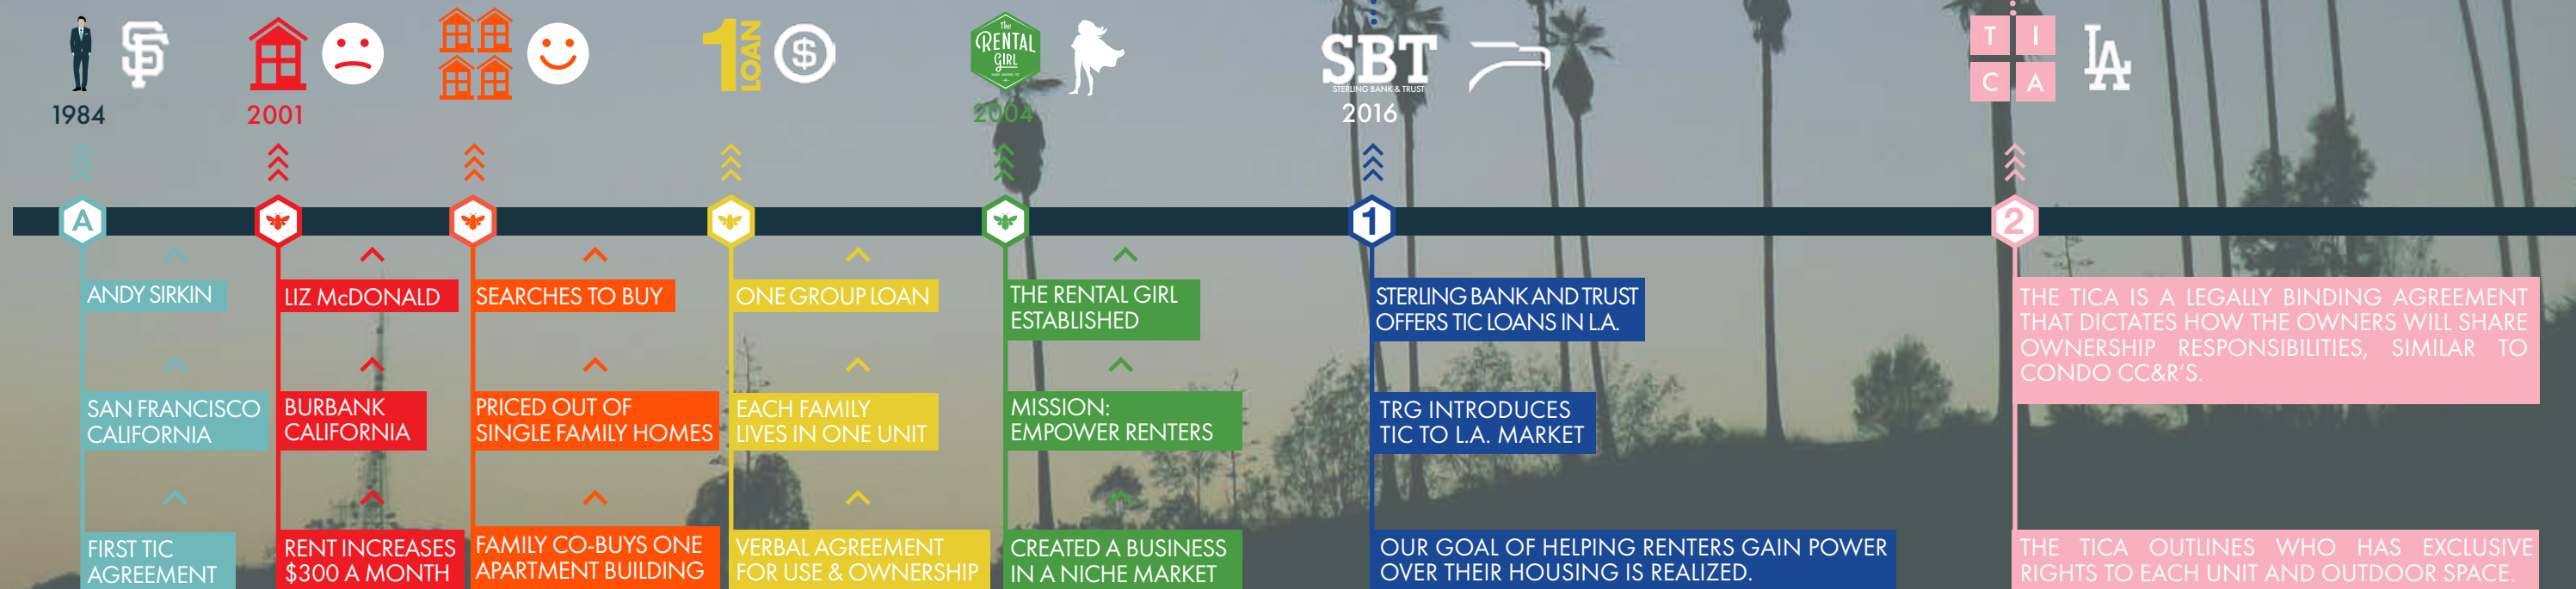 SF
1984
A
ANDY SIRKIN
SAN FRANCISCO
CALIFORNIA
FIRST TIC
AGREEMENT
2001
LIZ McDONALD
BURBANK
CALIFORNIA
RENT INCREASES
$300 A MONTH
SEARCHES TO BUY
PRICED OUT OF
SINGLE FAMILY HOMES
FAMILY CO-BUYS ONE
APARTMENT BUILDING
1 LOAN
$
ONE GROUP LOAN
EACH FAMILY
LIVES IN ONE UNIT
VERBAL AGREEMENT
FOR USE & OWNERSHIP
The
RENTAL
GIRL
2004
THE RENTAL GIRL
ESTABLISHED
MISSION:
EMPOWER RENTERS
CREATED A BUSINESS
IN A NICHE MARKET
SBT
STERLING BANK & TRUST
2016
1
STERLING BANK AND TRUST
OFFERS TIC LOANS IN L.A.
TRG INTRODUCES
TIC TO L.A. MARKET
OUR GOAL OF HELPING RENTERS GAIN POWER
OVER THEIR HOUSING IS REALIZED.
T I
C A
LA
2
THE TICA IS A LEGALLY BINDING AGREEMENT
THAT DICTATES HOW THE OWNERS WILL SHARE
OWNERSHIP RESPONSIBILITIES, SIMILAR TO
CONDO CC&R'S.
THE TICA OUTLINES WHO HAS EXCLUSIVE
RIGHTS TO EACH UNIT AND OUTDOOR SPACE.